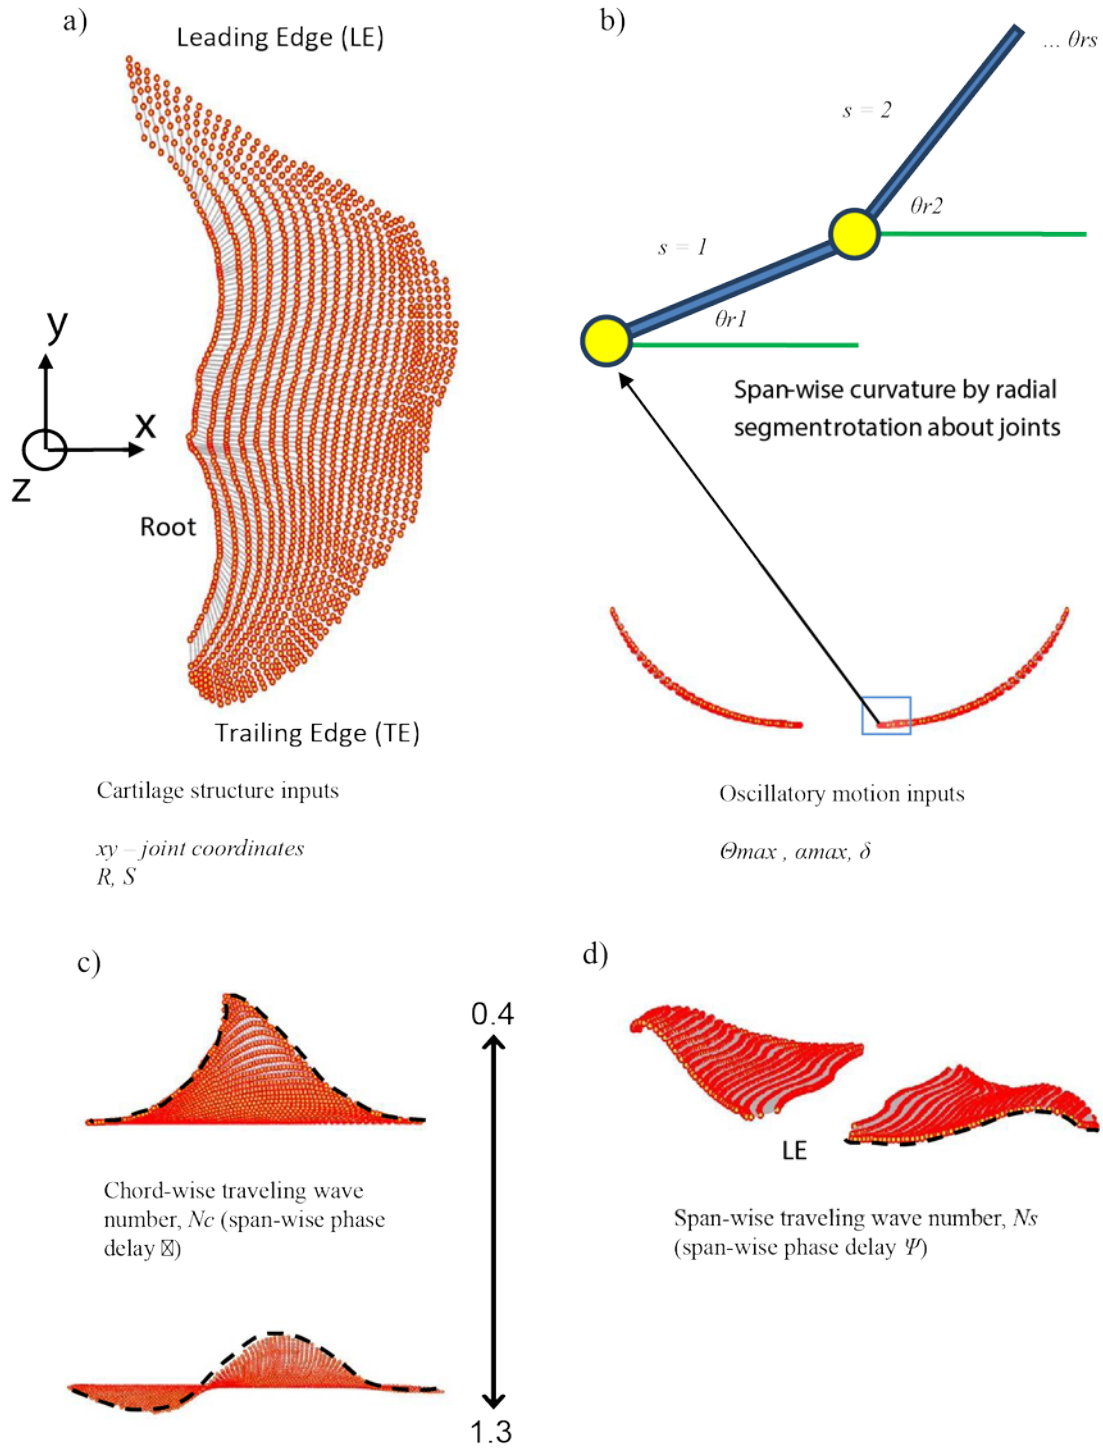 a)
Leading Edge (LE)
y
x
z
Root
Trailing Edge (TE)
Cartilage structure inputs
xy – joint coordinates
R, S
b)
... θrs
s = 2
θr2
s = 1
θr1
Span-wise curvature by radial
segmentrotation about joints
Oscillatory motion inputs
Θmax , αmax, δ
c)
0.4
Chord-wise traveling wave
number, Nc (span-wise phase
delay )
1.3
d)
LE
Span-wise traveling wave number, Ns
(span-wise phase delay Ψ)